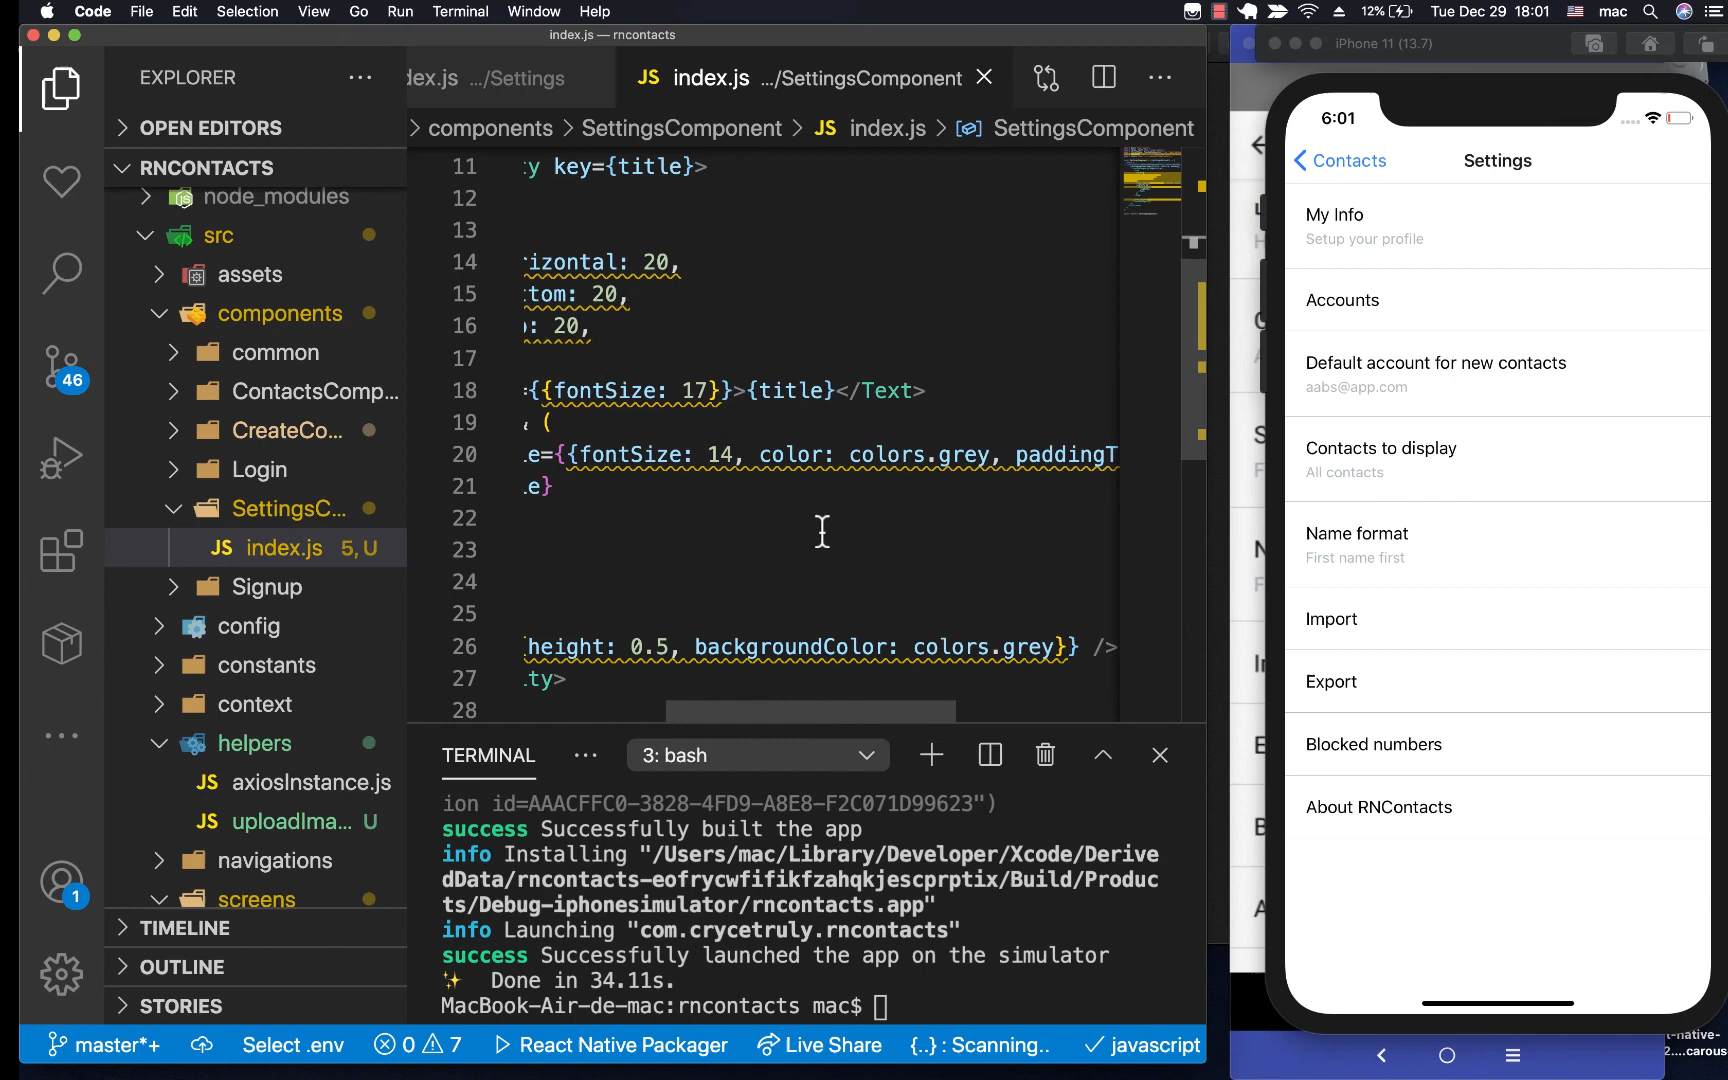 Code File Edit Selection View Go Run Terminal Window Help
12% Tue Dec 29 18:01 mac
index.js — rncontacts
EXPLORER
OPEN EDITORS
RNCONTACTS
node_modules
src
assets
components
common
ContactsComp...
CreateCo...
Login
SettingsC...
JS index.js 5, U
Signup
config
constants
context
helpers
JS axiosInstance.js
JS uploadIma... U
navigations
screens
TIMELINE
OUTLINE
STORIES
46
1
dex.js .../Settings
JS index.js .../SettingsComponent
components > SettingsComponent > JS index.js > SettingsComponent
11 ty key={title}>
12
13
14 rizontal: 20,
15 ttom: 20,
16 p: 20,
17
18 ={{fontSize: 17}}>{title}</Text>
19 & (
20 le={{fontSize: 14, color: colors.grey, paddingT
21 le}
22
23
24
25
26 height: 0.5, backgroundColor: colors.grey}} />
27 ity>
28
TERMINAL
3: bash
ion id=AAACFFC0-3828-4FD9-A8E8-F2C071D99623")
success Successfully built the app
info Installing "/Users/mac/Library/Developer/Xcode/Derive
dData/rncontacts-eofrycwfifikfzahqkjescprptix/Build/Produc
ts/Debug-iphonesimulator/rncontacts.app"
info Launching "com.crycetruly.rncontacts"
success Successfully launched the app on the simulator
✨ Done in 34.11s.
MacBook-Air-de-mac:rncontacts mac$
master*+ Select .env 0 7 React Native Packager Live Share {..} : Scanning.. javascript
iPhone 11 (13.7)
6:01
Contacts Settings
My Info
Setup your profile
Accounts
Default account for new contacts
aabs@app.com
Contacts to display
All contacts
Name format
First name first
Import
Export
Blocked numbers
About RNContacts
t-native-
2....carous